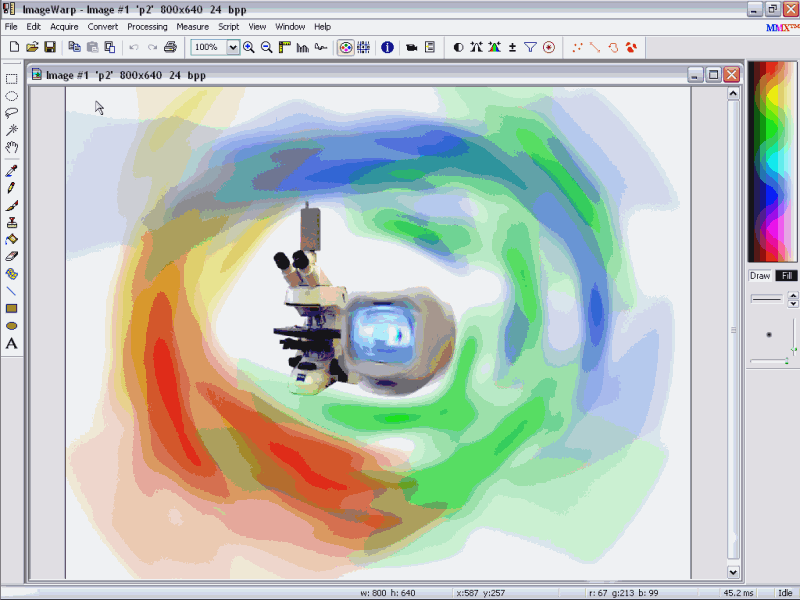 ImageWarp - Image #1 'p2' 800x640 24 bpp
File Edit Acquire Convert Processing Measure Script View Window Help
MMX™
100%
Image #1 'p2' 800x640 24 bpp
A
Draw Fill
w: 800 h: 640 x:587 y:257 r: 67 g:213 b: 99 45.2 ms Idle